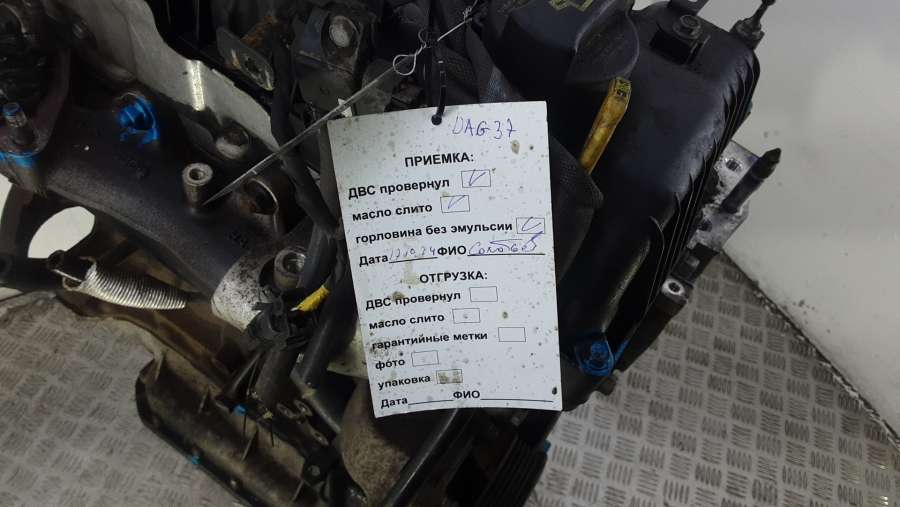 ПРИЕМКА:
ДВС провернул
масло слито
горловина без эмульсии
Дата ФИО
ОТГРУЗКА:
ДВС провернул
масло слито
гарантийные метки
фото
упаковка
Дата ФИО